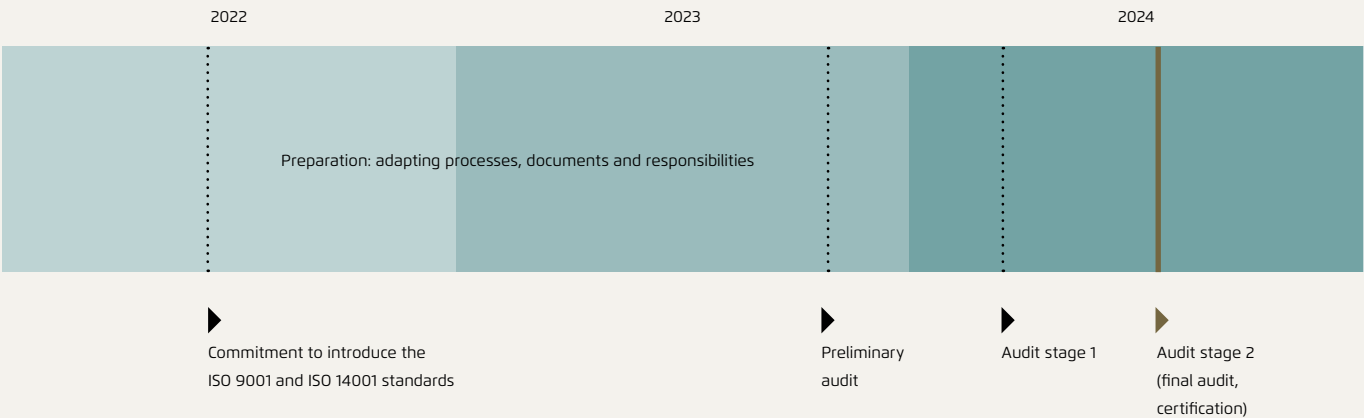 2022
2023
2024
Preparation: adapting processes, documents and responsibilities
Commitment to introduce the
ISO 9001 and ISO 14001 standards
Preliminary
audit
Audit stage 1
Audit stage 2
(final audit,
certification)